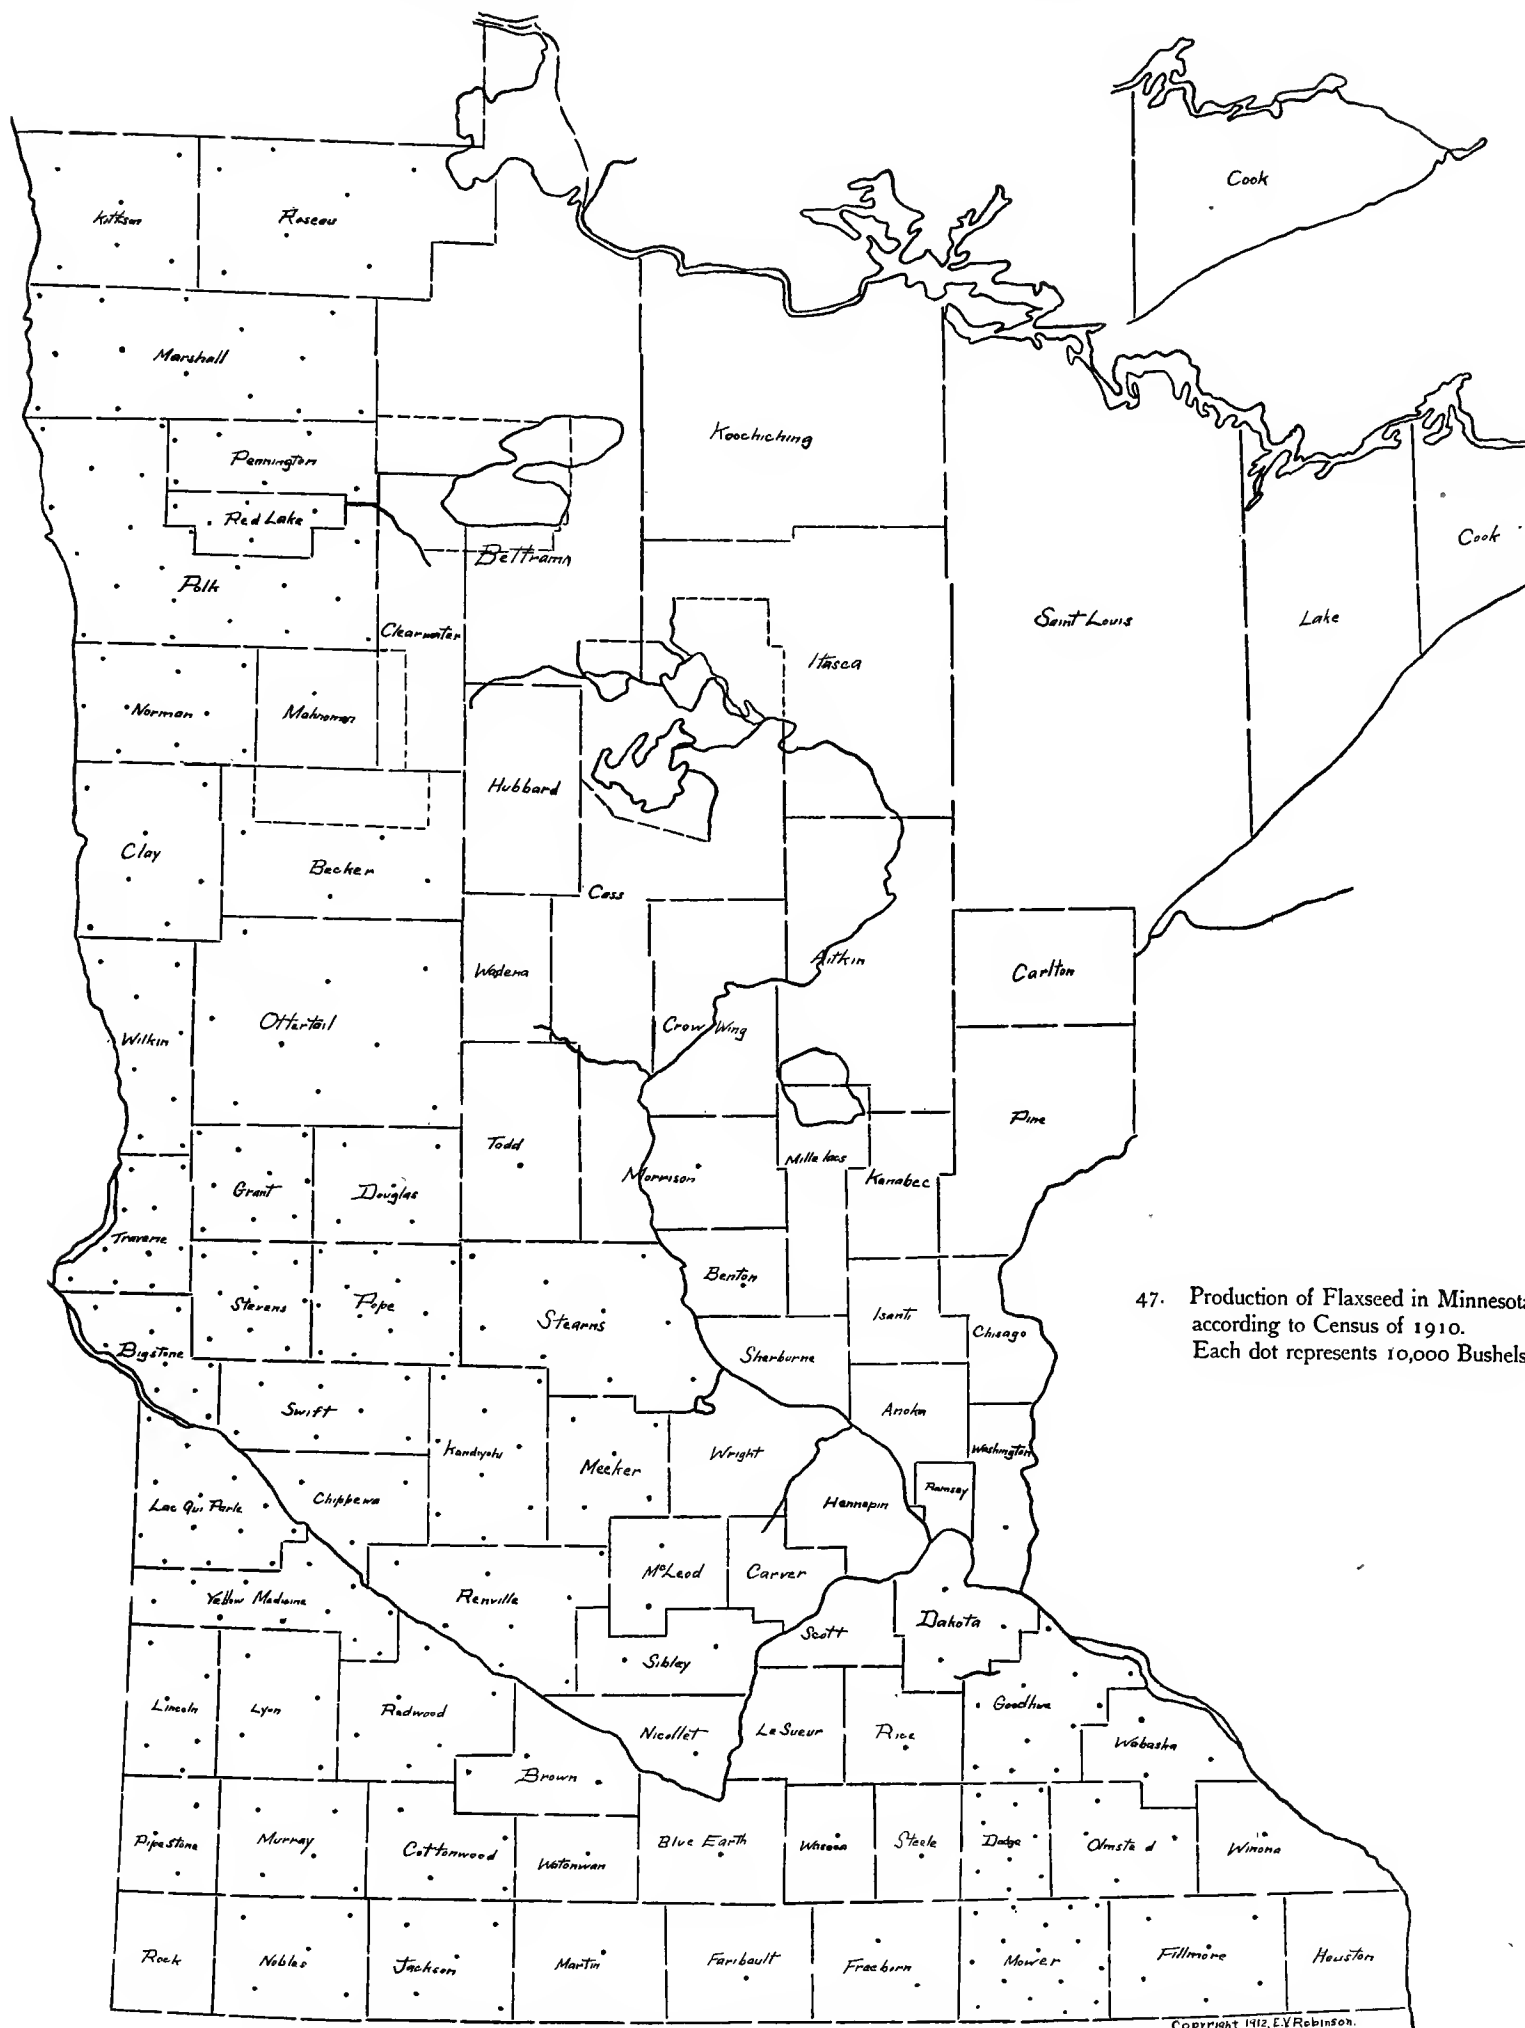 Cook
Kittson
Roseau
Marshall
Pennington
Koochiching
Red Lake
Beltrami
Cook
Polk
Clearwater
Saint Louis
Lake
Itasca
Norman
Mahnomen
Hubbard
Clay
Becker
Cass
Aitkin
Wadena
Carlton
Ottertail
Crow Wing
Wilkin
Pine
Todd
Mille lacs
Morrison
Kanabec
Grant
Douglas
Traverse
Benton
Stevens
Pope
Stearns
Isanti
Chisago
47. Production of Flaxseed in Minnesota
according to Census of 1910.
Each dot represents 10,000 Bushels
Bigstone
Sherburne
Swift
Anoka
Kandiyohi
Meeker
Wright
Washington
Lac Qui Parle
Chippewa
Hennepin
Ramsay
McLeod
Carver
Yellow Medicine
Renville
Dakota
Scott
Sibley
Lincoln
Lyon
Redwood
Nicollet
Le Sueur
Rice
Goodhue
Wabasha
Brown
Pipestone
Murray
Cottonwood
Watonwan
Blue Earth
Waseca
Steele
Dodge
Olmsted
Winona
Rock
Nobles
Jackson
Martin
Faribault
Freeborn
Mower
Fillmore
Houston
Copyright 1912, E.V. Robinson.